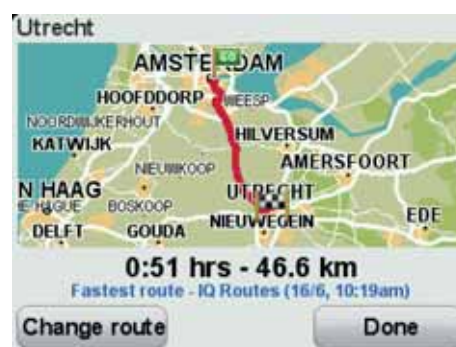 Utrecht
AMSTERDAM
HOOFDDORP WEESP
NOORDWIJKERHOUT
HILVERSUM
KATWIJK
NIEUWKOOP AMERSFOORT
N HAAG UTRECHT
HAGUE BOSKOOP
NIEUWEGEIN EDE
DELFT GOUDA
0:51 hrs - 46.6 km
Fastest route - IQ Routes (16/6, 10:19am)
Change route Done